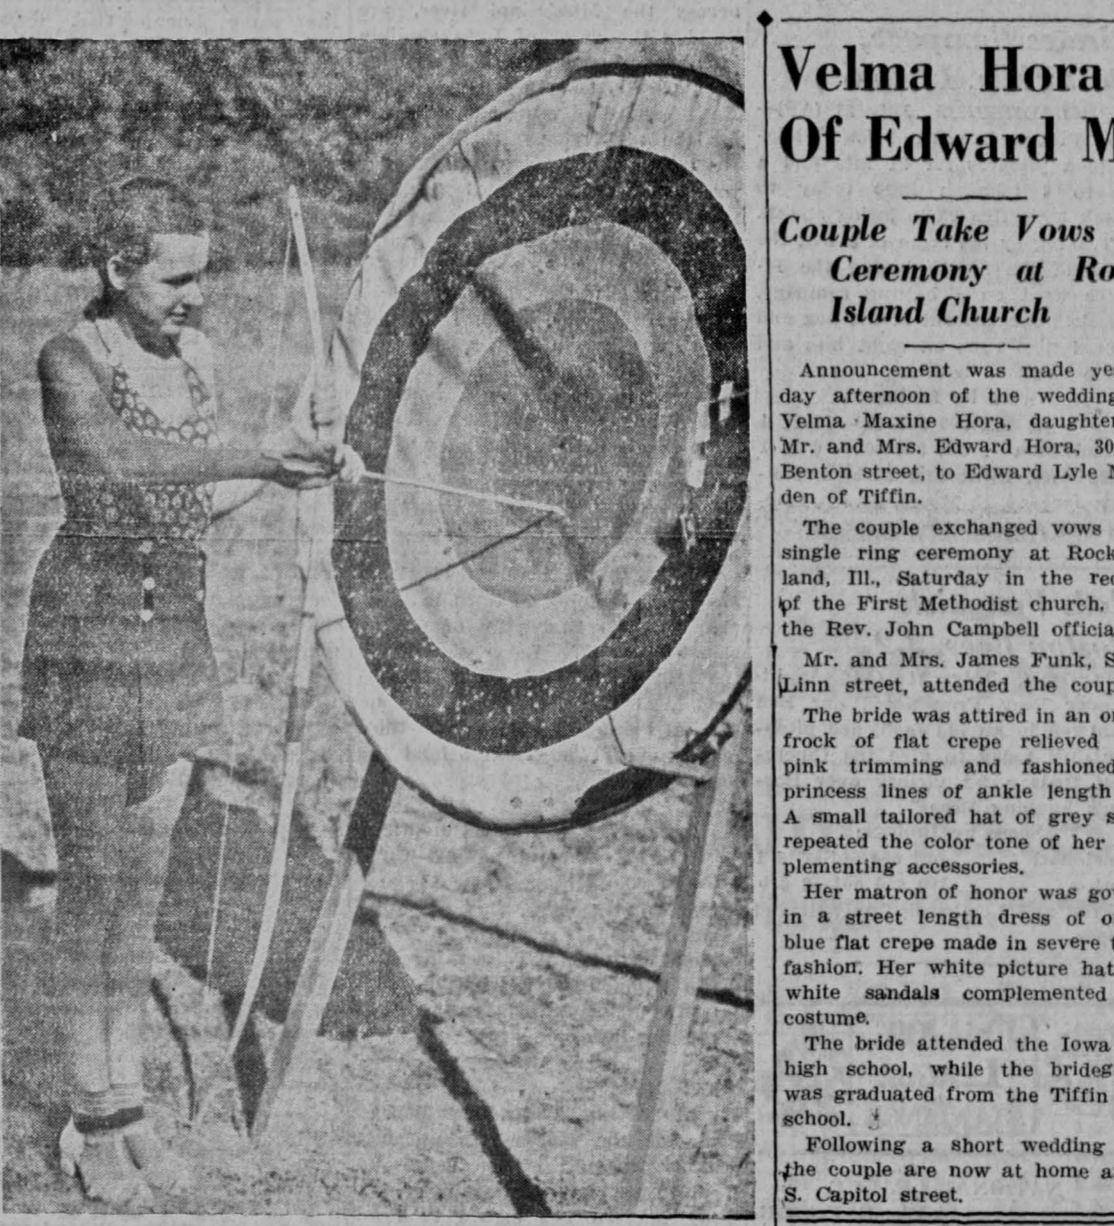 Velma Hora
Of Edward M
Couple Take Vows
Ceremony at Ro
Island Church
Announcement was made ye
day afternoon of the wedding
Velma Maxine Hora, daughter
Mr. and Mrs. Edward Hora, 30
Benton street, to Edward Lyle M
den of Tiffin.
The couple exchanged vows
single ring ceremony at Rock
land, Ill., Saturday in the rec
of the First Methodist church,
the Rev. John Campbell officia
Mr. and Mrs. James Funk, S
Linn street, attended the coup
The bride was attired in an o
frock of flat crepe relieved
pink trimming and fashioned
princess lines of ankle length
A small tailored hat of grey s
repeated the color tone of her
plementing accessories.
Her matron of honor was go
in a street length dress of o
blue flat crepe made in severe t
fashion. Her white picture hat
white sandals complemented
costume.
The bride attended the Iowa
high school, while the brideg
was graduated from the Tiffin
school.
Following a short wedding
the couple are now at home a
S. Capitol street.